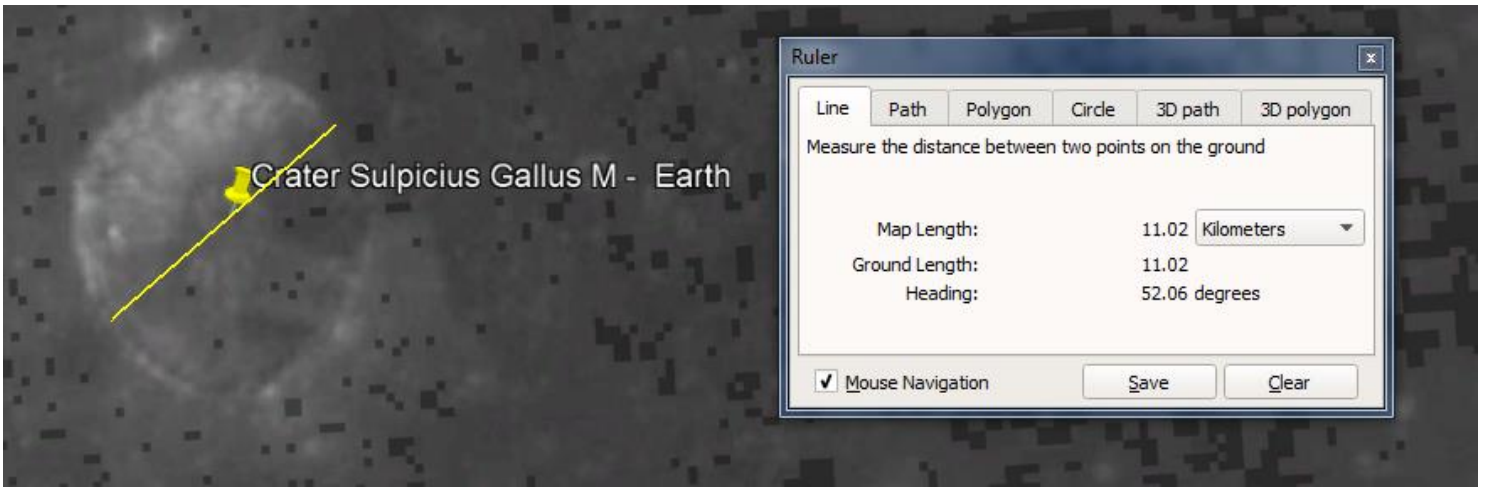 Crater Sulpicius Gallus M - Earth
Ruler
Line Path Polygon Circle 3D path 3D polygon
Measure the distance between two points on the ground
Map Length: 11.02 Kilometers
Ground Length: 11.02
Heading: 52.06 degrees
Mouse Navigation Save Clear